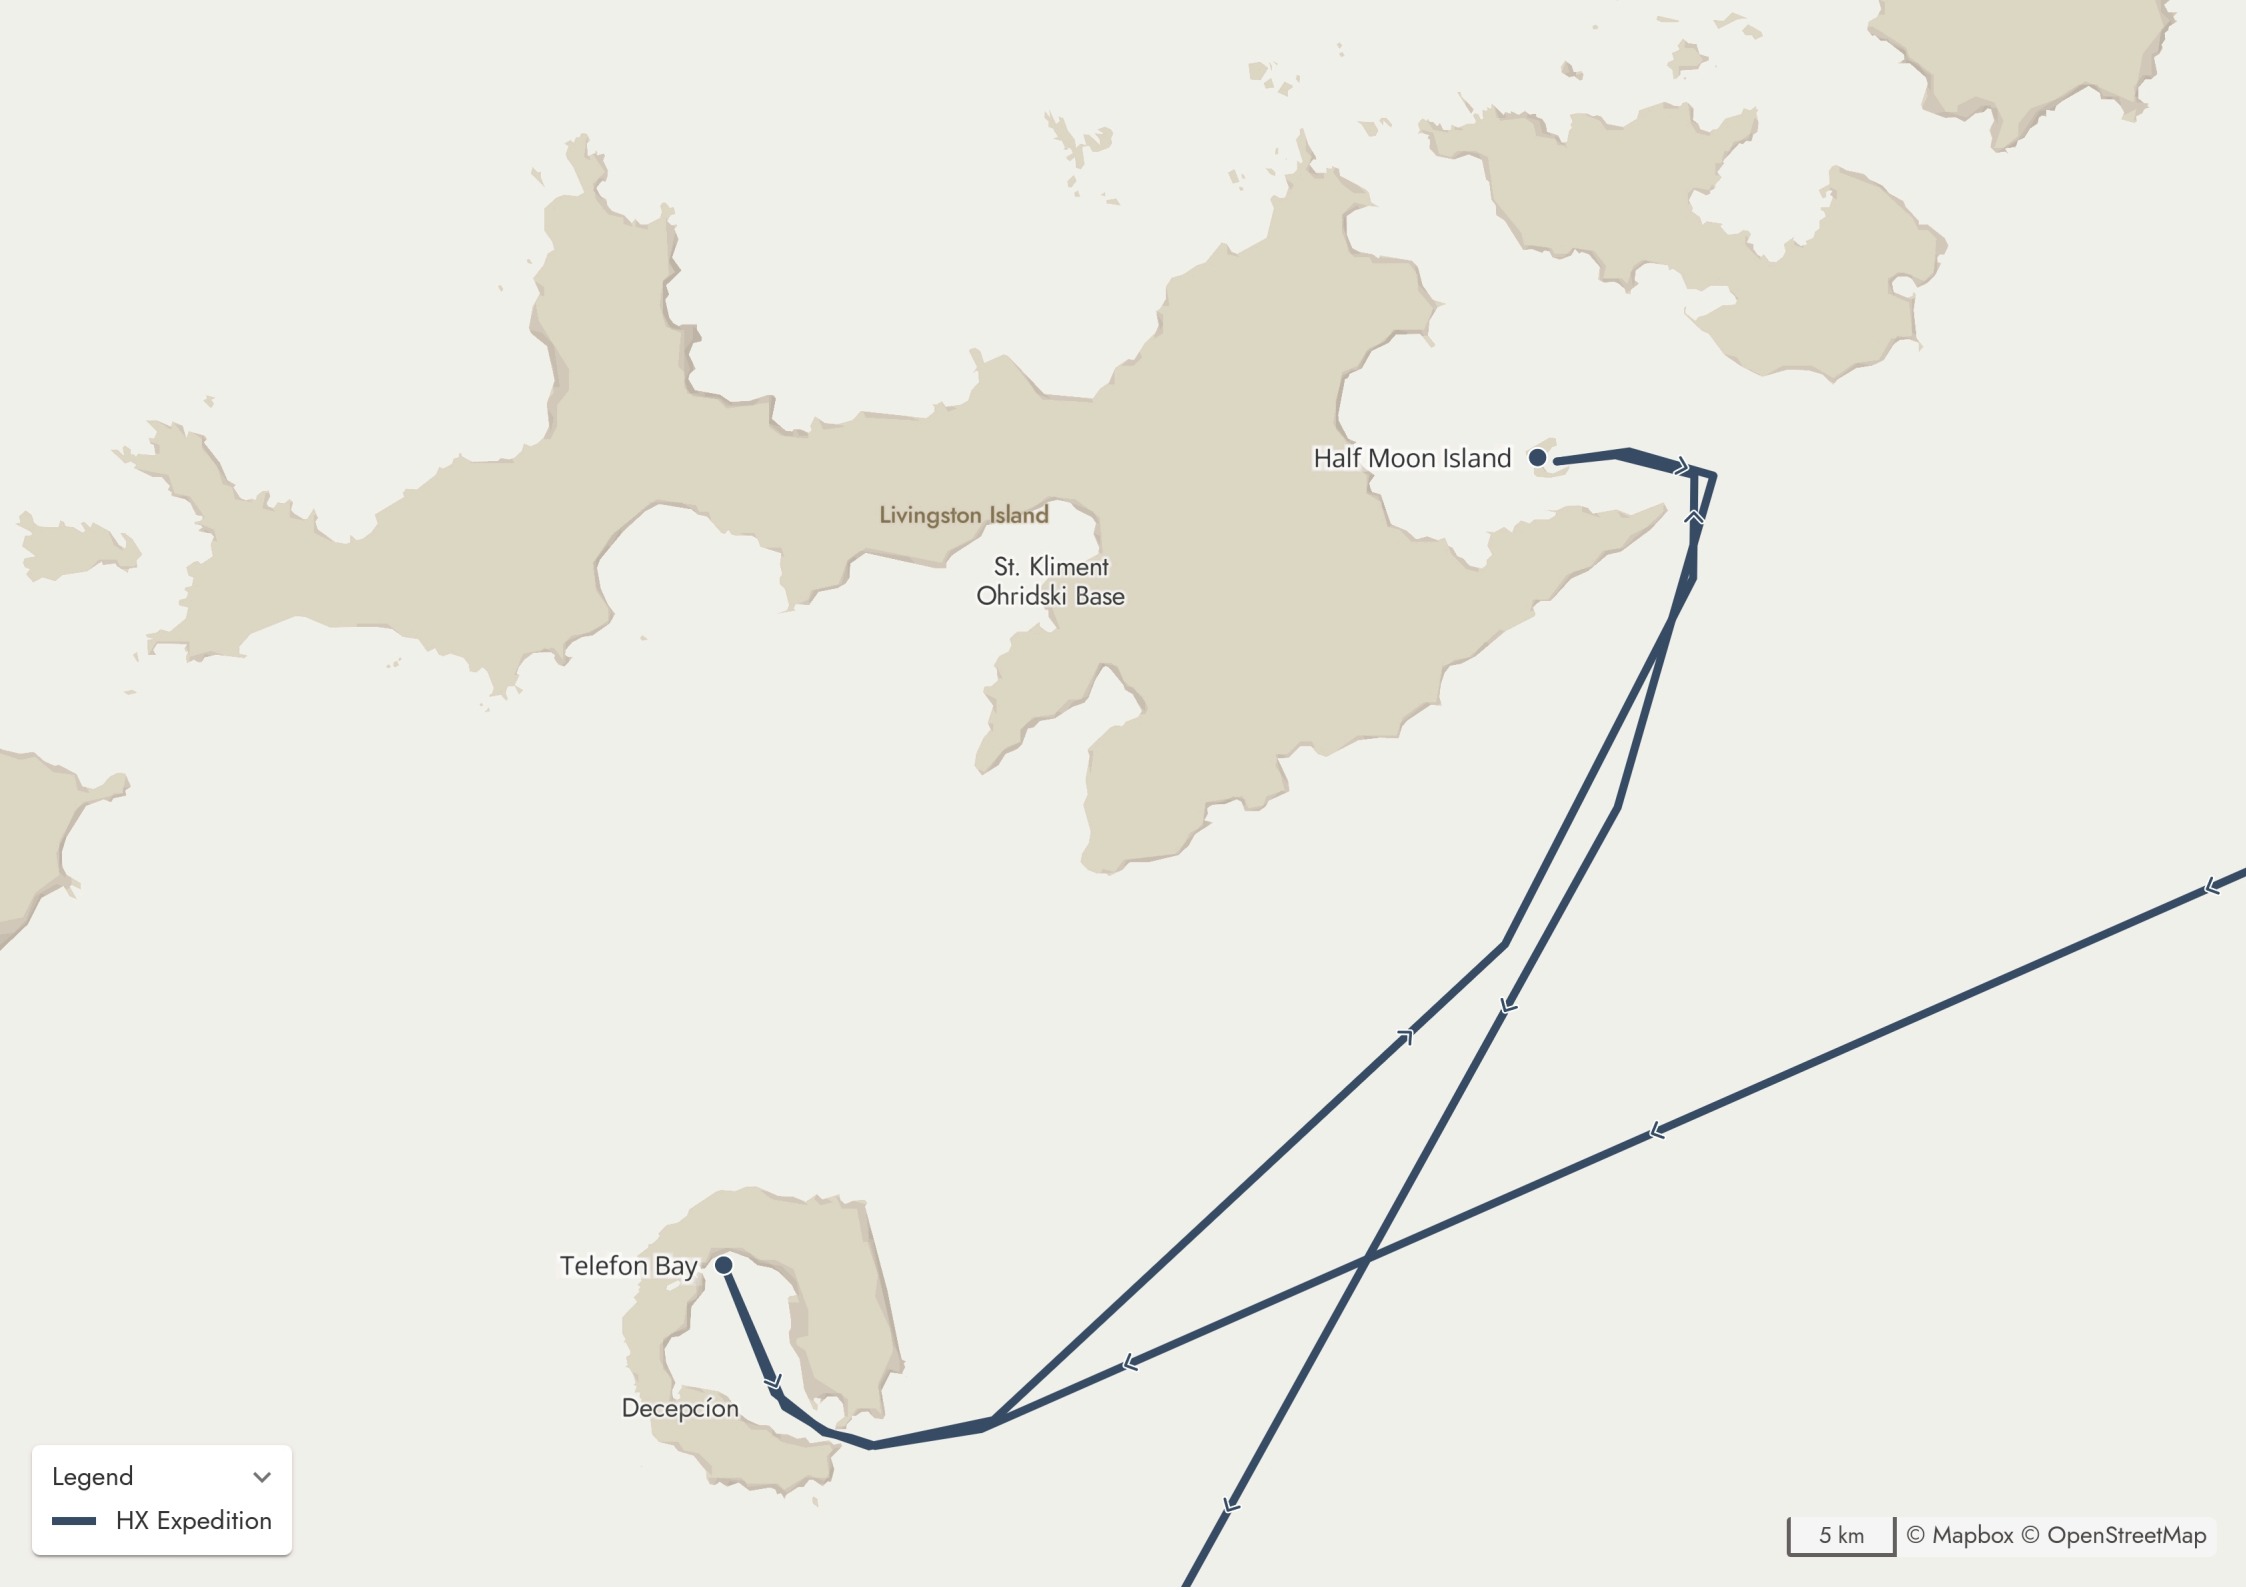 Half Moon Island
Livingston Island
St. Kliment
Ohridski Base
Telefon Bay
Decepcíon
Legend
HX Expedition
5 km
© Mapbox © OpenStreetMap